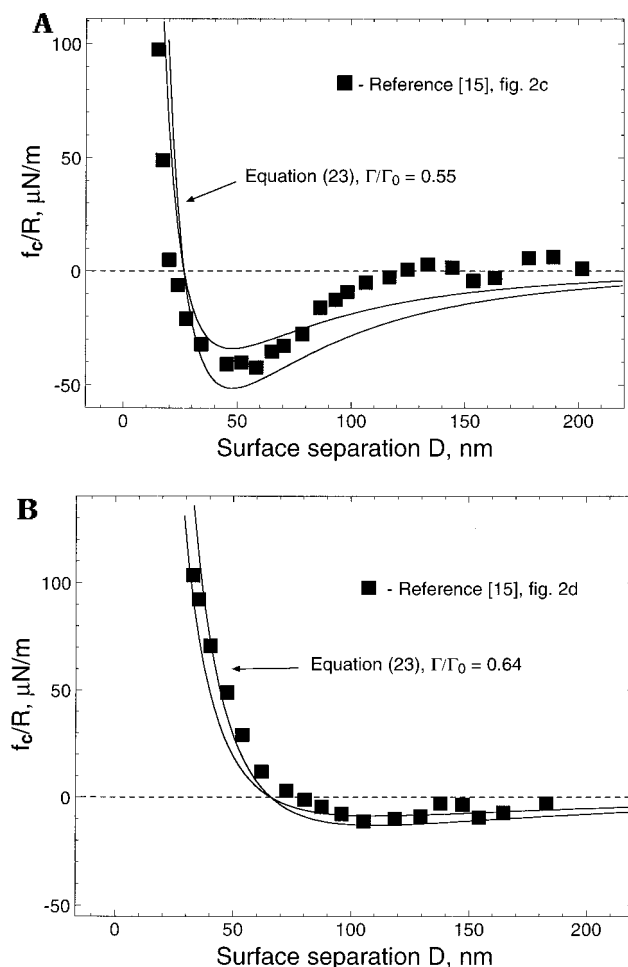 A
100
50
0
-50
f_c/R, μN/m
■ - Reference [15], fig. 2c
Equation (23), Γ/Γ₀ = 0.55
0 50 100 150 200
Surface separation D, nm
B
100
50
0
-50
f_c/R, μN/m
■ - Reference [15], fig. 2d
Equation (23), Γ/Γ₀ = 0.64
0 50 100 150 200
Surface separation D, nm